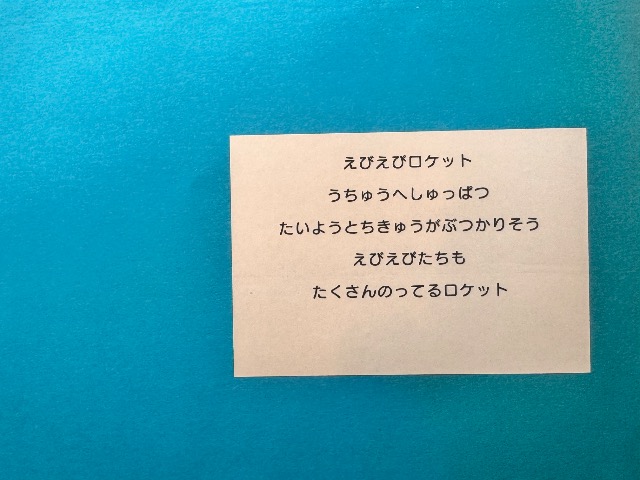 えびえびロケット
うちゅうへしゅっぱつ
たいようとちきゅうがぶつかりそう
えびえびたちも
たくさんのってるロケット